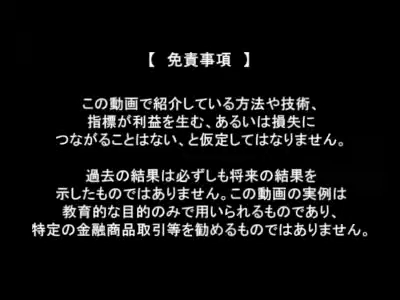 【 免責事項 】
この動画で紹介している方法や技術、
指標が利益を生む、あるいは損失に
つながることはない、と仮定してはなりません。
過去の結果は必ずしも将来の結果を
示したものではありません。この動画の実例は
教育的な目的のみで用いられるものであり、
特定の金融商品取引等を勧めるものではありません。